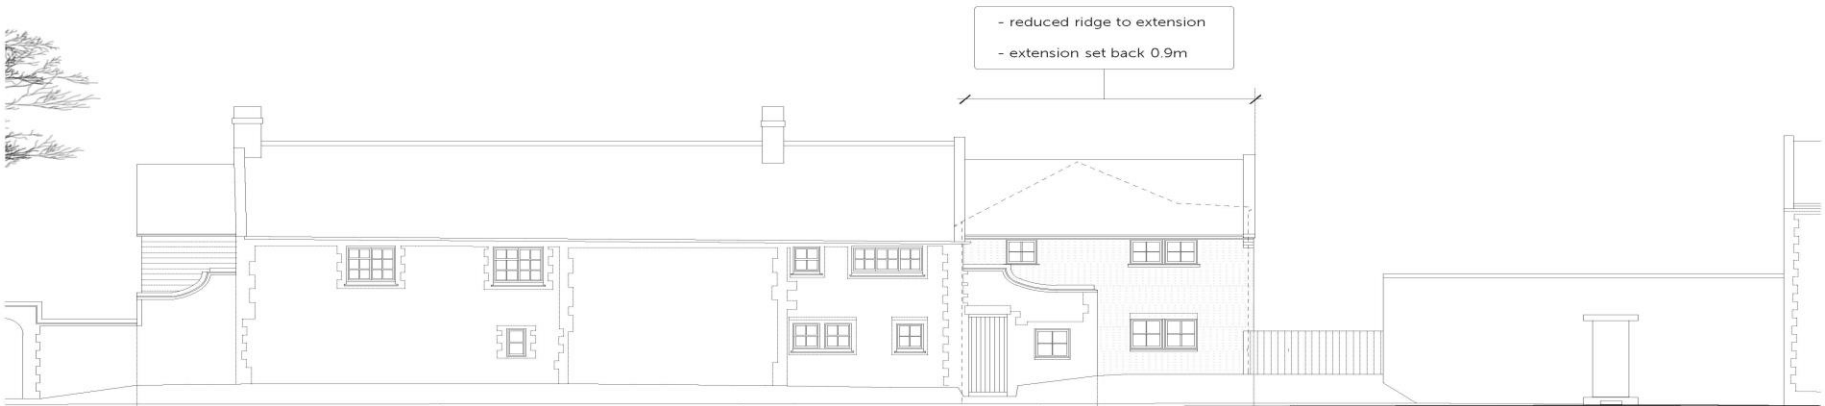 - reduced ridge to extension
- extension set back 0.9m